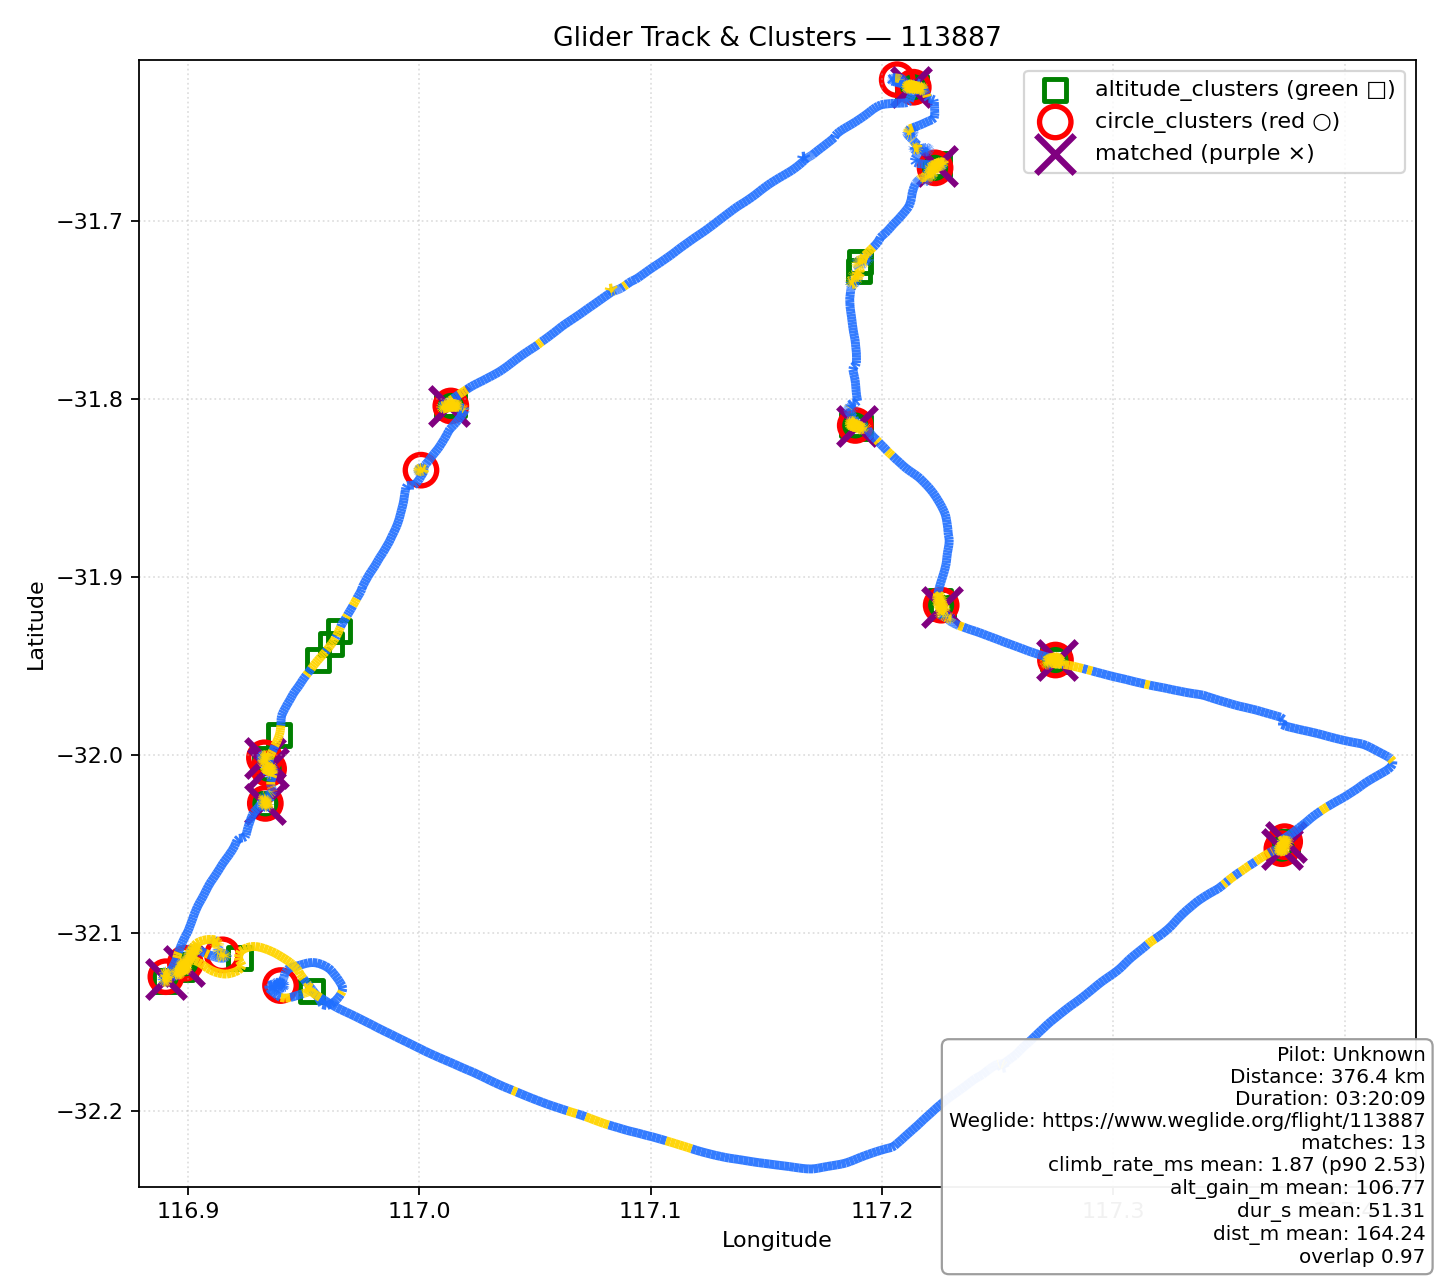 Glider Track & Clusters — 113887
altitude_clusters (green □)
circle_clusters (red ○)
matched (purple ×)
Latitude
−31.7
−31.8
−31.9
−32.0
−32.1
−32.2
116.9
117.0
117.1
117.2
117.3
Longitude
Pilot: Unknown
Distance: 376.4 km
Duration: 03:20:09
Weglide: https://www.weglide.org/flight/113887
matches: 13
climb_rate_ms mean: 1.87 (p90 2.53)
alt_gain_m mean: 106.77
dur_s mean: 51.31
dist_m mean: 164.24
overlap 0.97